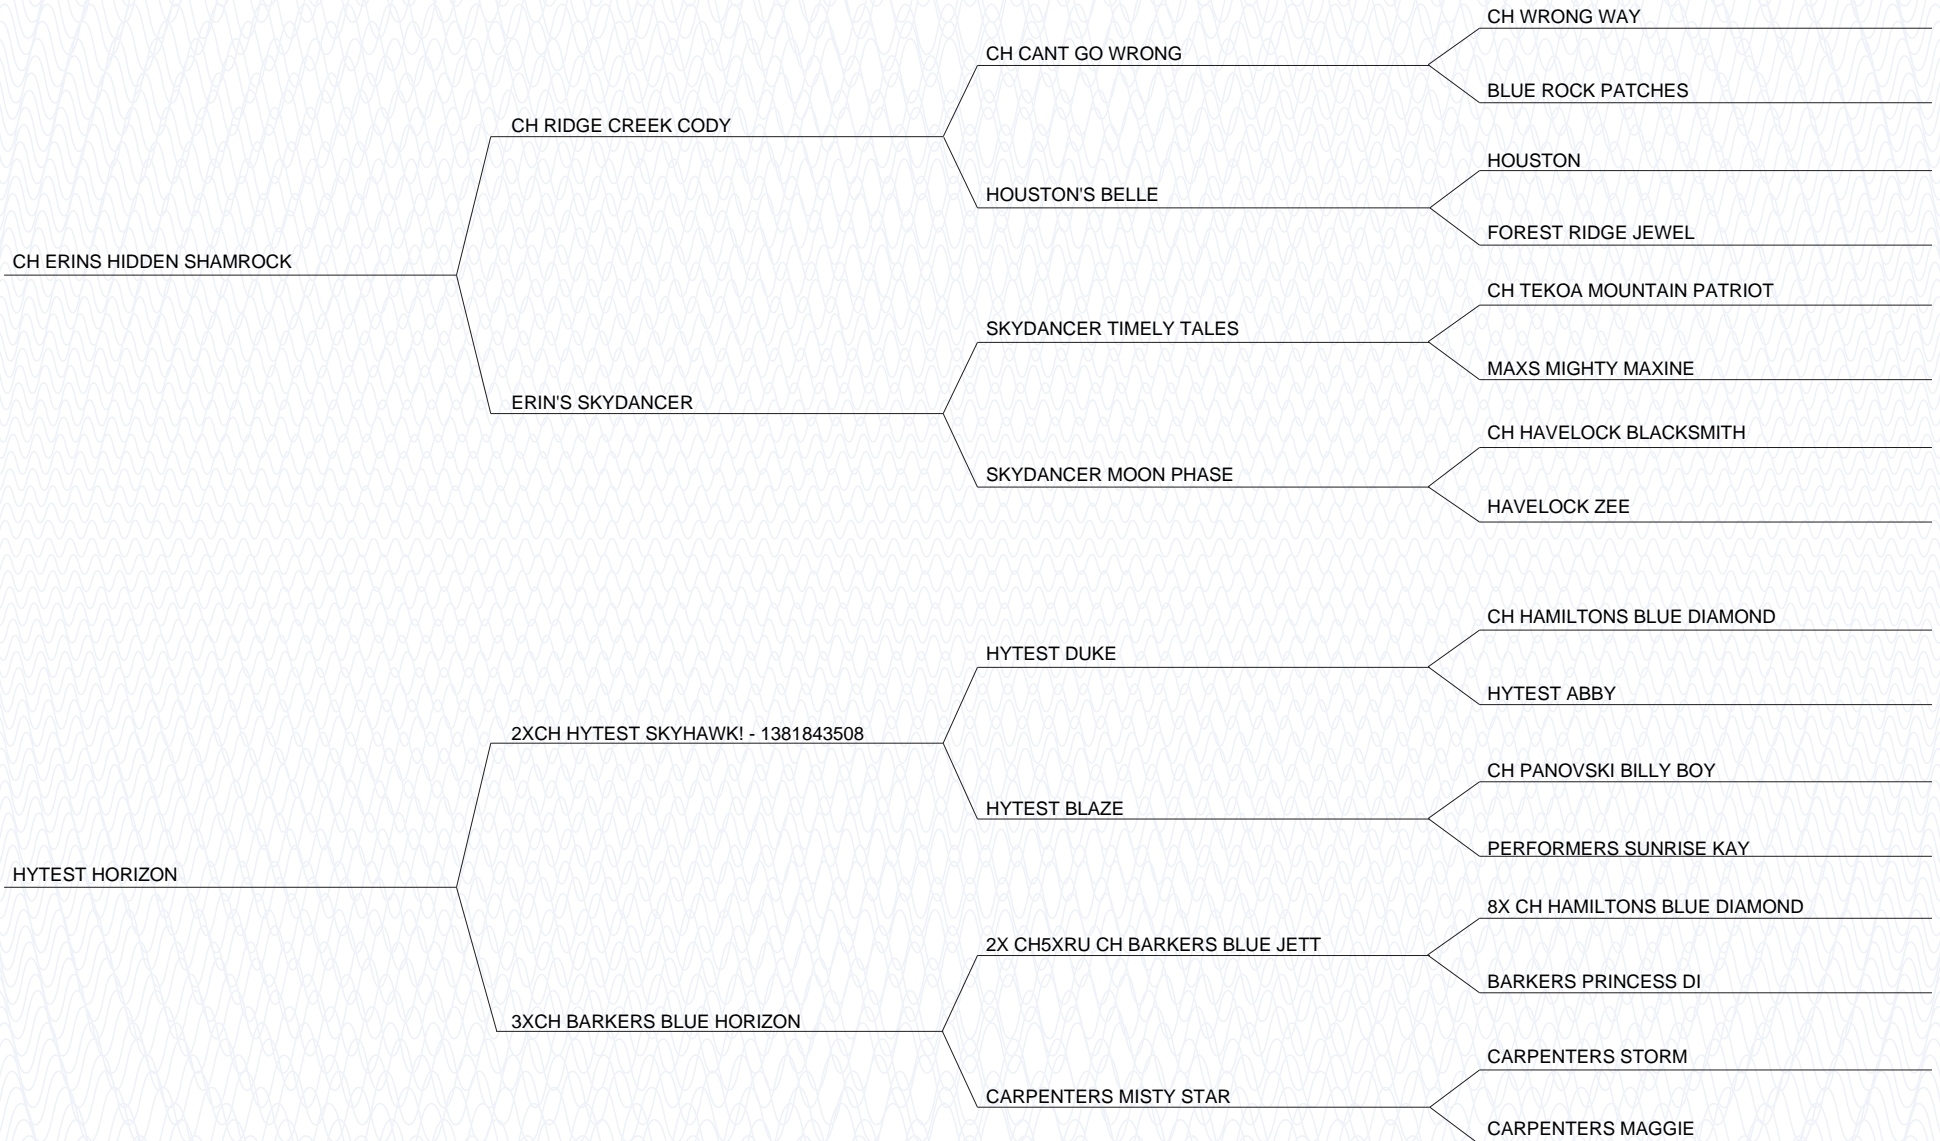 CH WRONG WAY
CH CANT GO WRONG
BLUE ROCK PATCHES
CH RIDGE CREEK CODY
HOUSTON
HOUSTON'S BELLE
FOREST RIDGE JEWEL
CH ERINS HIDDEN SHAMROCK
CH TEKOA MOUNTAIN PATRIOT
SKYDANCER TIMELY TALES
MAXS MIGHTY MAXINE
ERIN'S SKYDANCER
CH HAVELOCK BLACKSMITH
SKYDANCER MOON PHASE
HAVELOCK ZEE
CH HAMILTONS BLUE DIAMOND
HYTEST DUKE
HYTEST ABBY
2XCH HYTEST SKYHAWK! - 1381843508
CH PANOVSKI BILLY BOY
HYTEST BLAZE
PERFORMERS SUNRISE KAY
HYTEST HORIZON
8X CH HAMILTONS BLUE DIAMOND
2X CH5XRU CH BARKERS BLUE JETT
BARKERS PRINCESS DI
3XCH BARKERS BLUE HORIZON
CARPENTERS STORM
CARPENTERS MISTY STAR
CARPENTERS MAGGIE